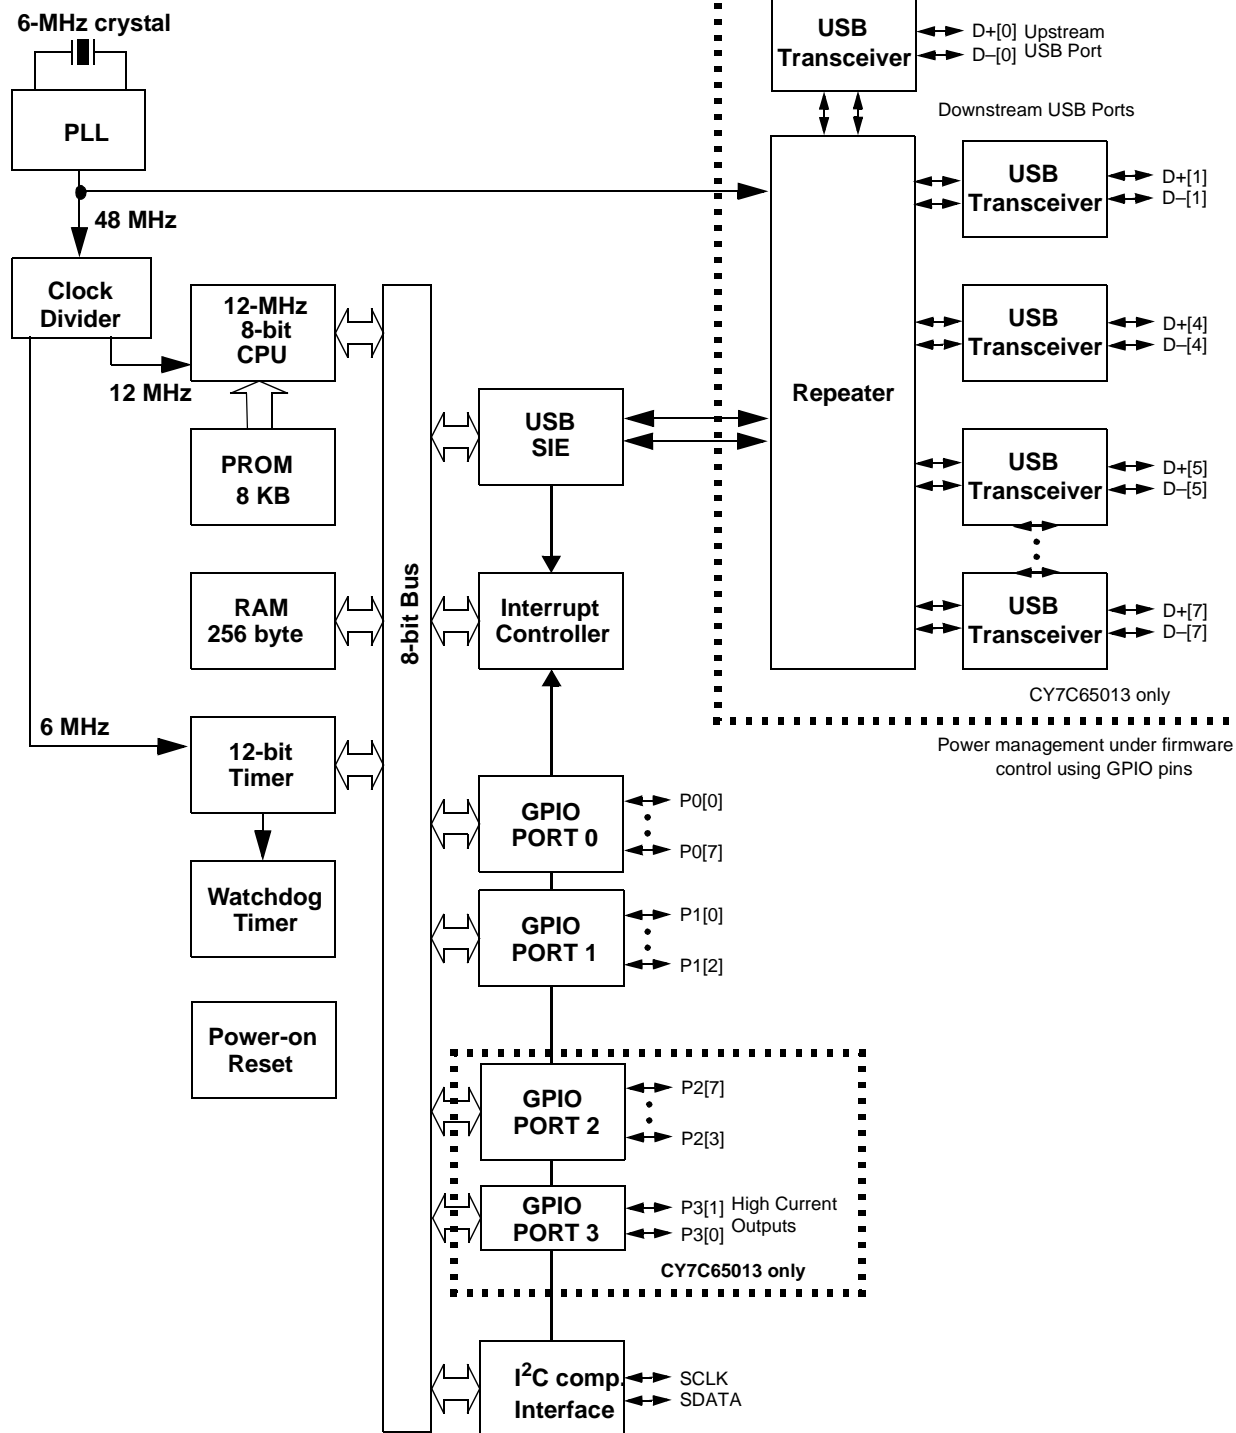 6-MHz crystal
PLL
48 MHz
Clock
Divider
12-MHz
8-bit
CPU
12 MHz
PROM
8 KB
RAM
256 byte
6 MHz
12-bit
Timer
Watchdog
Timer
Power-on
Reset
8-bit Bus
USB
SIE
Interrupt
Controller
GPIO
PORT 0
P0[0]
P0[7]
GPIO
PORT 1
P1[0]
P1[2]
GPIO
PORT 2
P2[7]
P2[3]
GPIO
PORT 3
P3[1] High Current
P3[0] Outputs
CY7C65013 only
I2C comp.
Interface
SCLK
SDATA
USB
Transceiver
D+[0] Upstream
D–[0] USB Port
Downstream USB Ports
Repeater
USB
Transceiver
D+[1]
D–[1]
USB
Transceiver
D+[4]
D–[4]
USB
Transceiver
D+[5]
D–[5]
USB
Transceiver
D+[7]
D–[7]
CY7C65013 only
Power management under firmware
control using GPIO pins